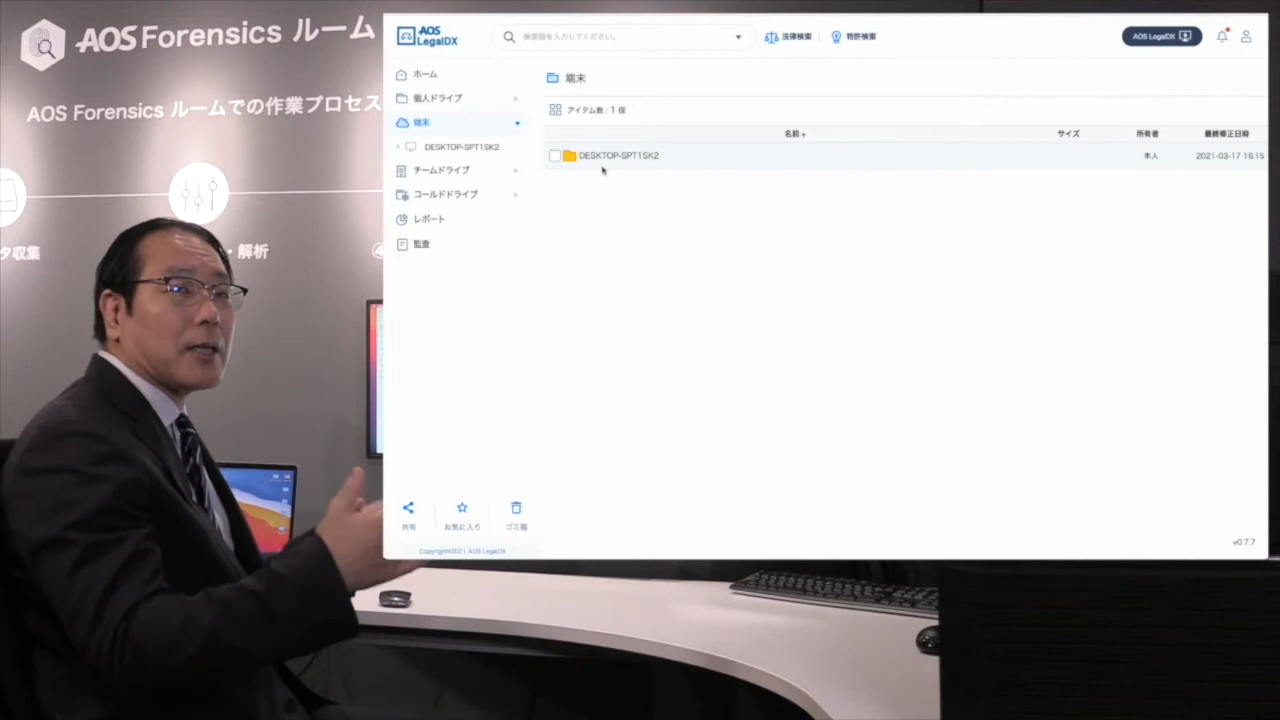 AOS Forensics ルーム
AOS Forensics ルームでの作業プロセス
タ収集
・解析
④
AOS
LegalDX
検索語を入力してください。
法律検索
特許検索
AOS LegalDX
ホーム
個人ドライブ
端末
DESKTOP-SPT1SK2
チームドライブ
コールドドライブ
レポート
監査
端末
アイテム数 : 1 個
名前
サイズ
所有者
最終修正日時
DESKTOP-SPT1SK2
本人
2021-03-17 16:15
共有
お気に入り
ゴミ箱
Copyright©2021 AOS LegalDX
v0.7.7